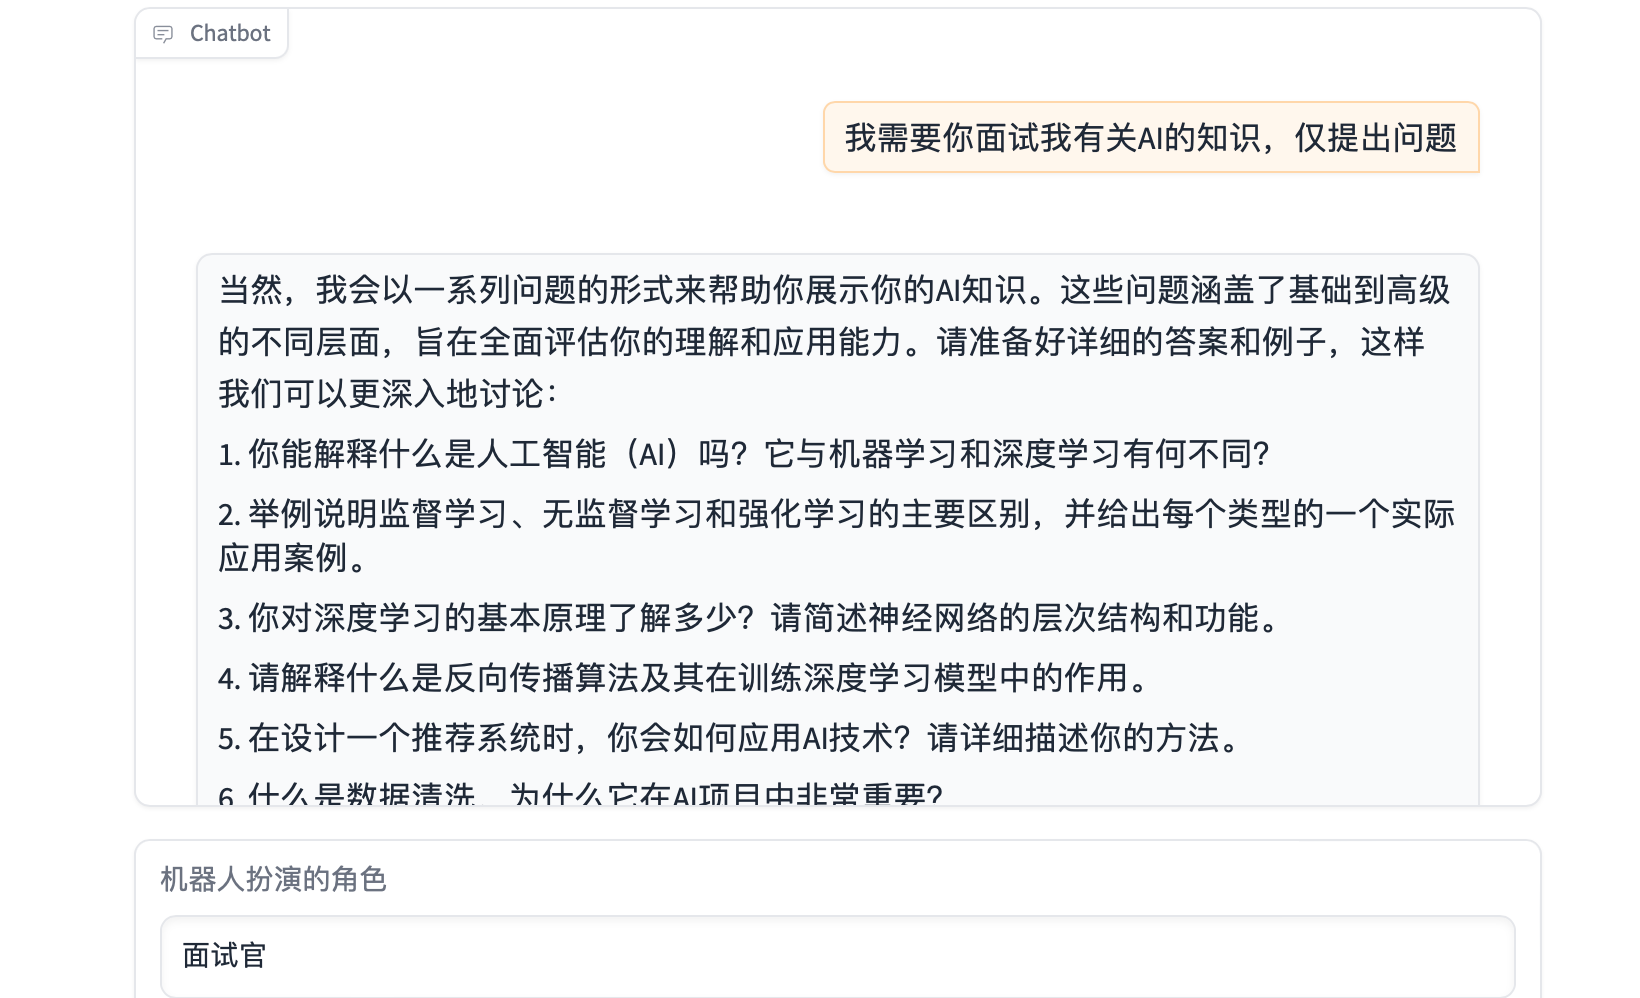 Chatbot
我需要你面试我有关AI的知识，仅提出问题
当然，我会以一系列问题的形式来帮助你展示你的AI知识。这些问题涵盖了基础到高级
的不同层面，旨在全面评估你的理解和应用能力。请准备好详细的答案和例子，这样
我们可以更深入地讨论：
1. 你能解释什么是人工智能（AI）吗？它与机器学习和深度学习有何不同？
2. 举例说明监督学习、无监督学习和强化学习的主要区别，并给出每个类型的一个实际
应用案例。
3. 你对深度学习的基本原理了解多少？请简述神经网络的层次结构和功能。
4. 请解释什么是反向传播算法及其在训练深度学习模型中的作用。
5. 在设计一个推荐系统时，你会如何应用AI技术？请详细描述你的方法。
6. 什么是数据清洗，为什么它在AI项目中非常重要？
机器人扮演的角色
面试官